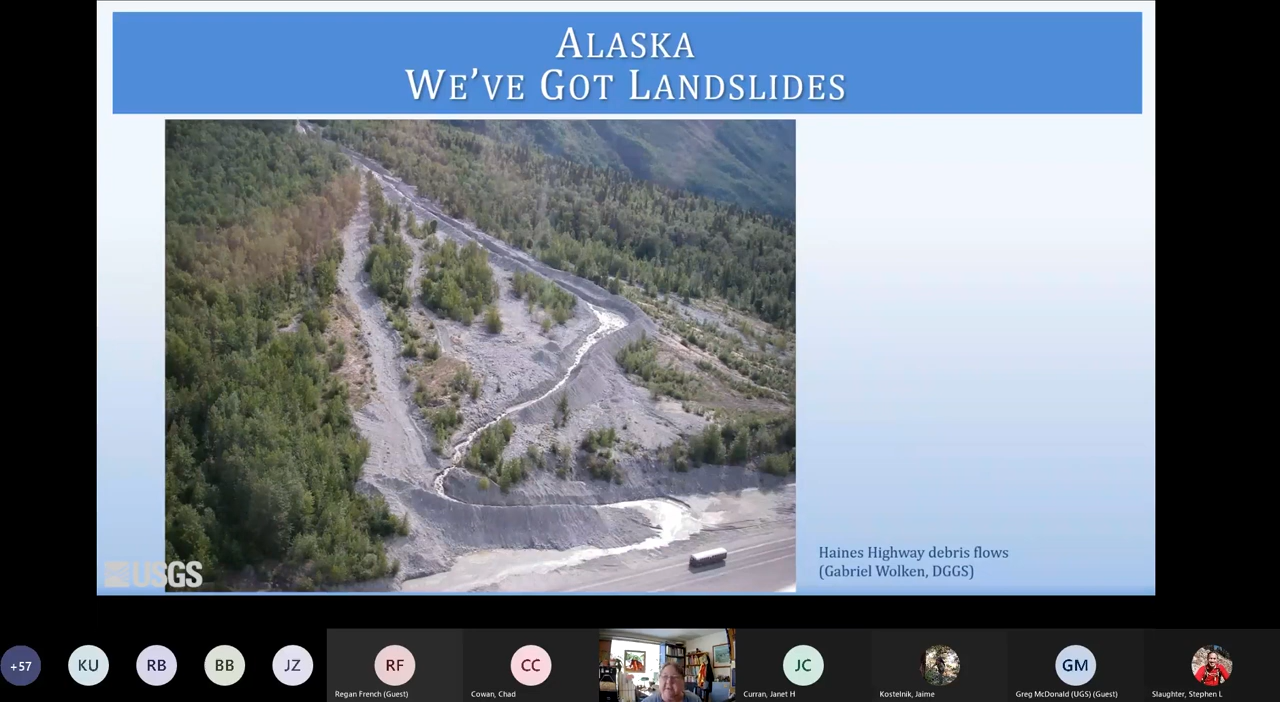 ALASKA
WE'VE GOT LANDSLIDES
Haines Highway debris flows
(Gabriel Wolken, DGGS)
USGS
+57
KU
RB
BB
JZ
RF
CC
JC
GM
Regan French (Guest)
Cowan, Chad
Curran, Janet H
Kostelnik, Jaime
Greg McDonald (UGS) (Guest)
Slaughter, Stephen L